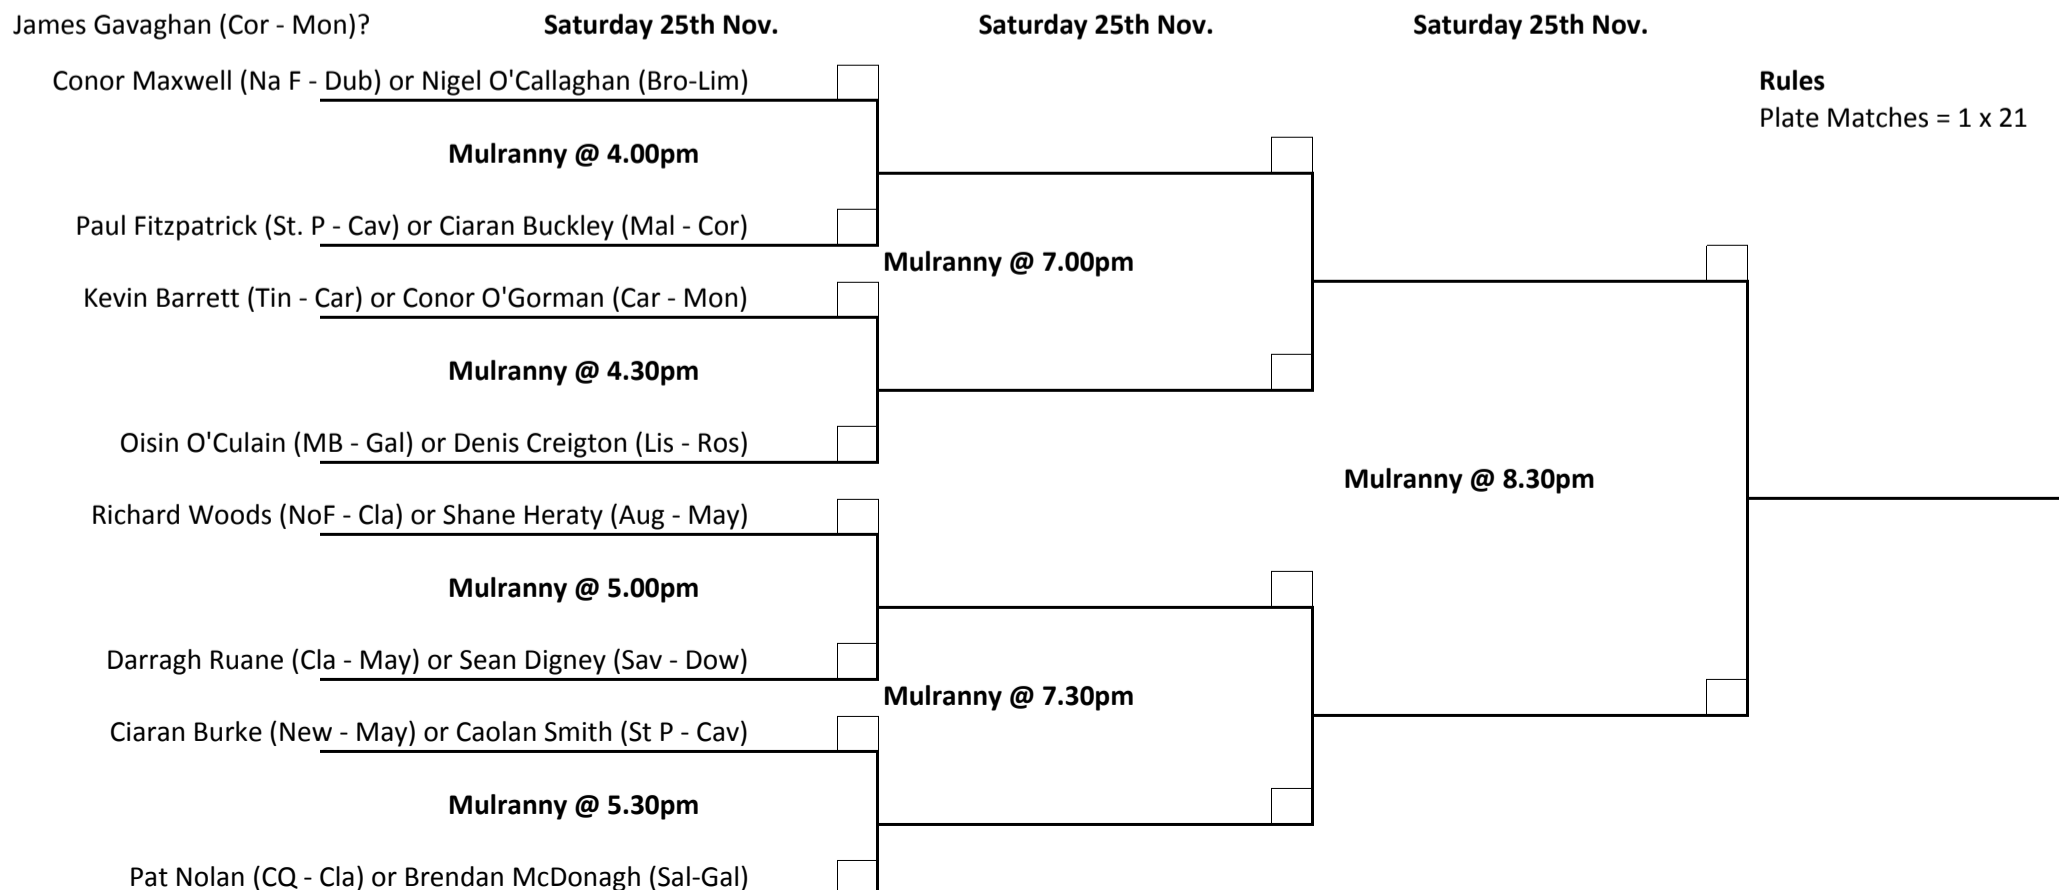 James Gavaghan (Cor - Mon)? Saturday 25th Nov. Saturday 25th Nov. Saturday 25th Nov.
Conor Maxwell (Na F - Dub) or Nigel O'Callaghan (Bro-Lim) Rules
Plate Matches = 1 x 21
Mulranny @ 4.00pm
Paul Fitzpatrick (St. P - Cav) or Ciaran Buckley (Mal - Cor)
Mulranny @ 7.00pm
Kevin Barrett (Tin - Car) or Conor O'Gorman (Car - Mon)
Mulranny @ 4.30pm
Oisin O'Culain (MB - Gal) or Denis Creigton (Lis - Ros)
Mulranny @ 8.30pm
Richard Woods (NoF - Cla) or Shane Heraty (Aug - May)
Mulranny @ 5.00pm
Darragh Ruane (Cla - May) or Sean Digney (Sav - Dow)
Mulranny @ 7.30pm
Ciaran Burke (New - May) or Caolan Smith (St P - Cav)
Mulranny @ 5.30pm
Pat Nolan (CQ - Cla) or Brendan McDonagh (Sal-Gal)